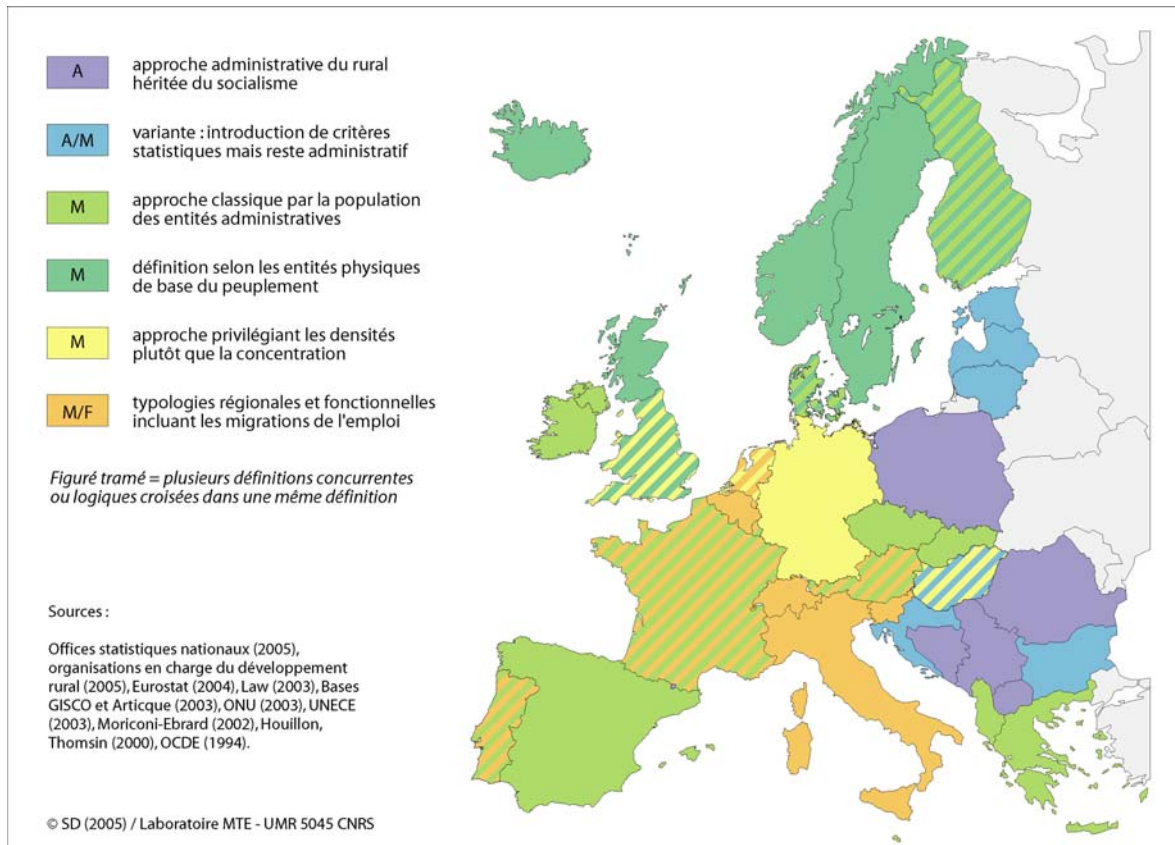 A
approche administrative du rural
héritée du socialisme
A/M
variante : introduction de critères
statistiques mais reste administratif
M
approche classique par la population
des entités administratives
M
définition selon les entités physiques
de base du peuplement
M
approche privilégiant les densités
plutôt que la concentration
M/F
typologies régionales et fonctionnelles
incluant les migrations de l'emploi
Figuré tramé = plusieurs définitions concurrentes
ou logiques croisées dans une même définition
Sources :
Offices statistiques nationaux (2005),
organisations en charge du développement
rural (2005), Eurostat (2004), Law (2003), Bases
GISCO et Articque (2003), ONU (2003), UNECE
(2003), Moriconi-Ebrard (2002), Houillon,
Thomsin (2000), OCDE (1994).
© SD (2005) / Laboratoire MTE - UMR 5045 CNRS